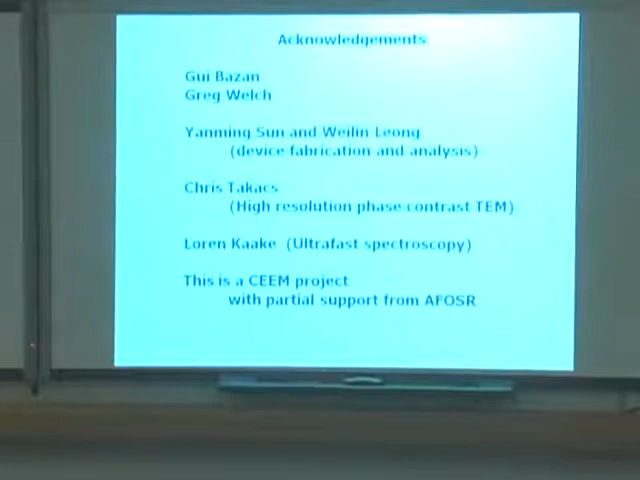 Acknowledgements
Gui Bazan
Greg Welch
Yanming Sun and Weilin Leong
(device fabrication and analysis)
Chris Takacs
(High resolution phase contrast TEM)
Loren Kaake (Ultrafast spectroscopy)
This is a CEEM project
with partial support from AFOSR